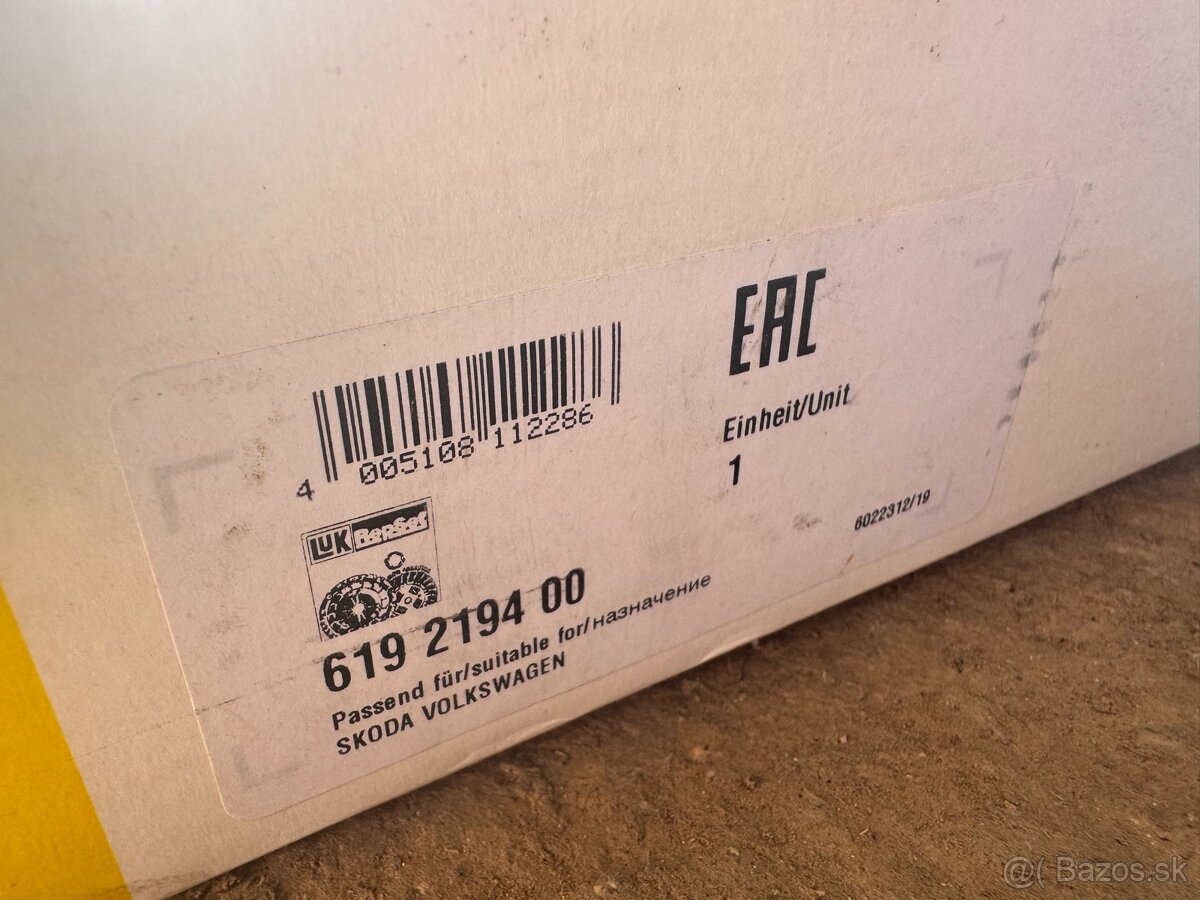 EAC
Einheit/Unit
1
6022312/19
4 005108 112286
LUK RepSet
619 2194 00
Passend für/suitable for/назначение
SKODA VOLKSWAGEN
@( Bazos.sk